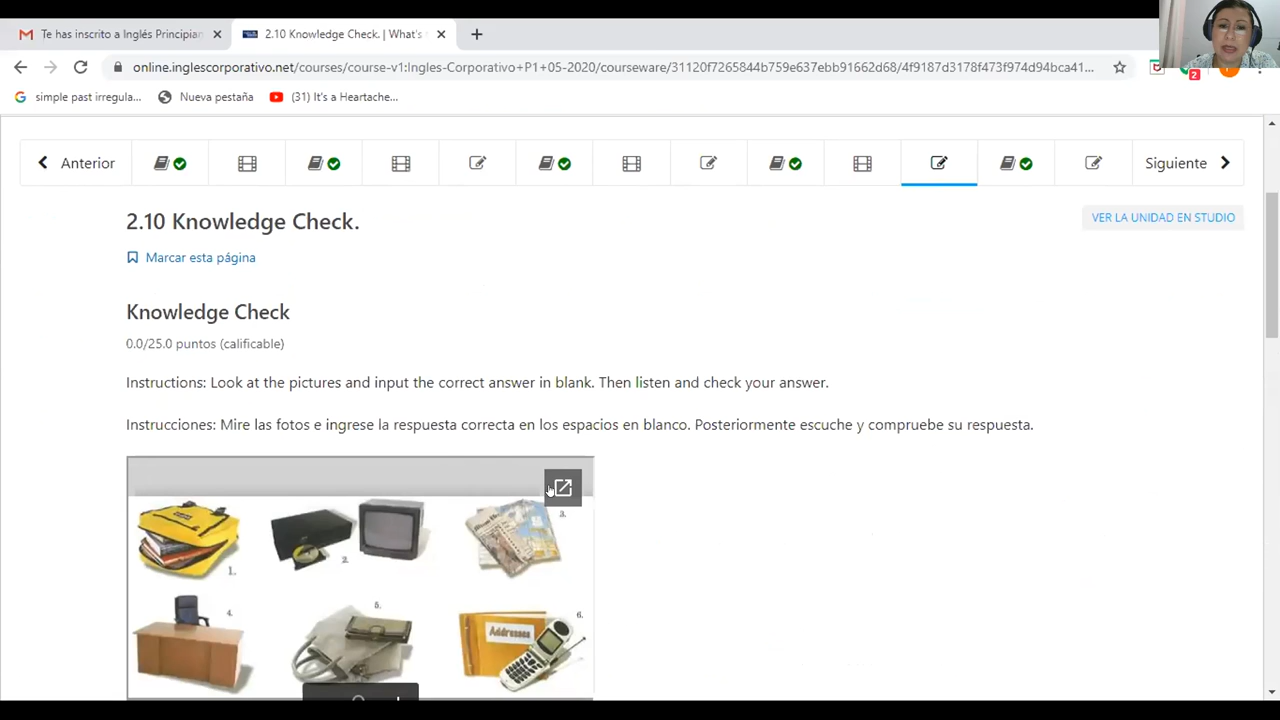 Te has inscrito a Inglés Principian
2.10 Knowledge Check. | What's
online.inglescorporativo.net/courses/course-v1:Ingles-Corporativo+P1+05-2020/courseware/31120f7265844b759e637ebb91662d68/4f9187d3178f473f974d94bca41...
2
simple past irregula...
Nueva pestaña
(31) It's a Heartache...
Anterior
Siguiente
2.10 Knowledge Check.
VER LA UNIDAD EN STUDIO
Marcar esta página
Knowledge Check
0.0/25.0 puntos (calificable)
Instructions: Look at the pictures and input the correct answer in blank. Then listen and check your answer.
Instrucciones: Mire las fotos e ingrese la respuesta correcta en los espacios en blanco. Posteriormente escuche y compruebe su respuesta.
1.
2.
3.
4.
5.
6.
Addresses